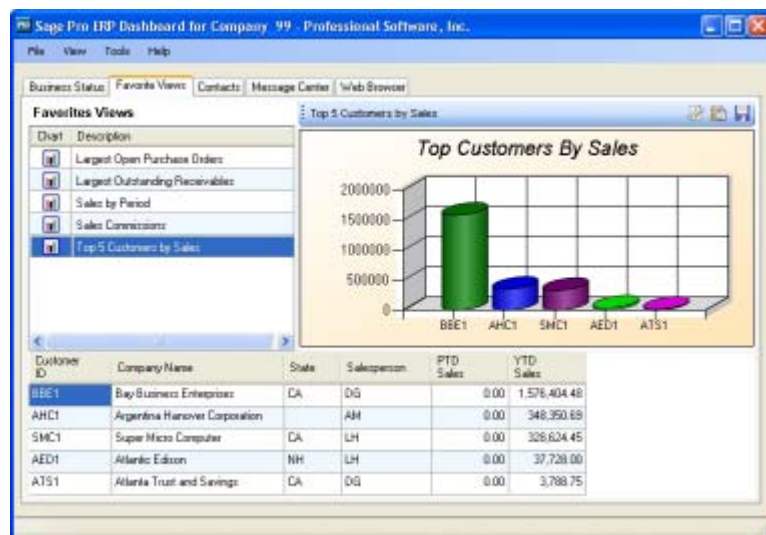 Sage Pro ERP Dashboard for Company 99 - Professional Software, Inc.
File View Tools Help
Business Status Favorite Views Contacts Message Center Web Browser
Favorites Views
Top 5 Customers by Sales
Chart Description
Largest Open Purchase Orders
Largest Outstanding Receivables
Sales by Period
Sales Commissions
Top 5 Customers by Sales
Top Customers By Sales
2000000
1500000
1000000
500000
0
BBE1 AHC1 SMC1 AED1 ATS1
Customer ID Company Name State Salesperson PTD Sales YTD Sales
BBE1 Bay Business Enterprises CA DG 0.00 1,576,404.48
AHC1 Argentina Hanover Corporation AM 0.00 348,350.69
SMC1 Super Micro Computer CA LH 0.00 326,624.45
AED1 Atlantic Edison NH LH 0.00 37,728.00
ATS1 Atlanta Trust and Savings CA DG 0.00 3,788.75